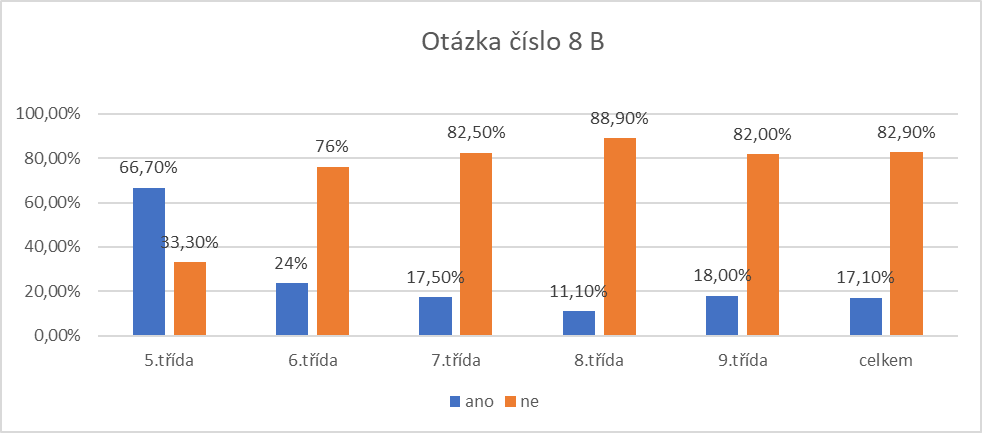 Otázka číslo 8 B
100,00%
80,00%
60,00%
40,00%
20,00%
0,00%
66,70%
33,30%
24%
76%
17,50%
82,50%
11,10%
88,90%
18,00%
82,00%
17,10%
82,90%
5.třída
6.třída
7.třída
8.třída
9.třída
celkem
ano
ne